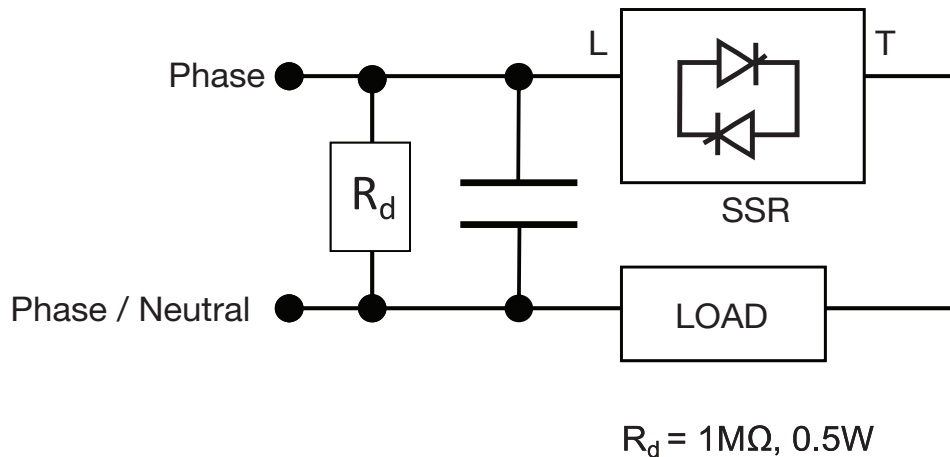 L
T
Phase
R_d
SSR
Phase / Neutral
LOAD
R_d = 1MΩ, 0.5W